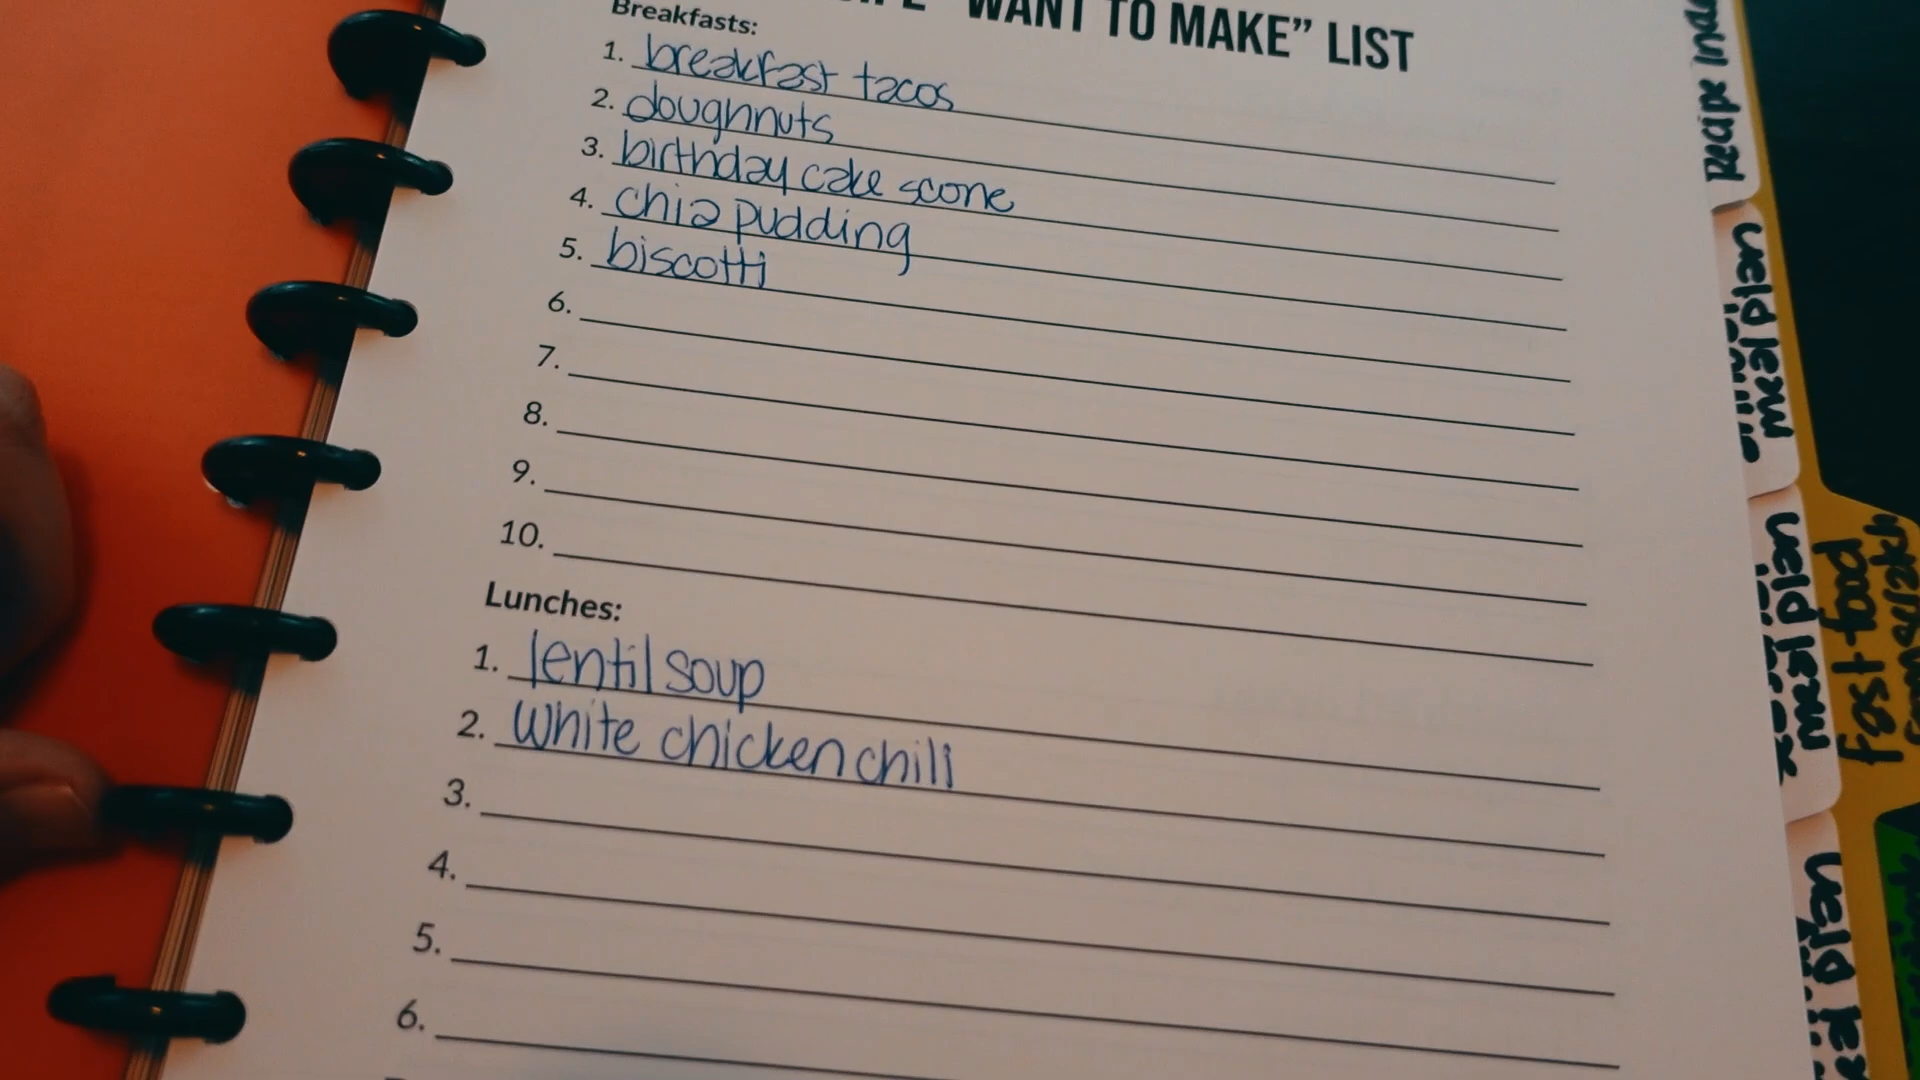 "WANT TO MAKE" LIST
Breakfasts:
1. breakfast tacos
2. doughnuts
3. birthday cake scone
4. chia pudding
5. biscotti
6.
7.
8.
9.
10.
Lunches:
1. lentil soup
2. White chicken chili
3.
4.
5.
6.
Recipe
meal plan
meal plan
fast food
plan